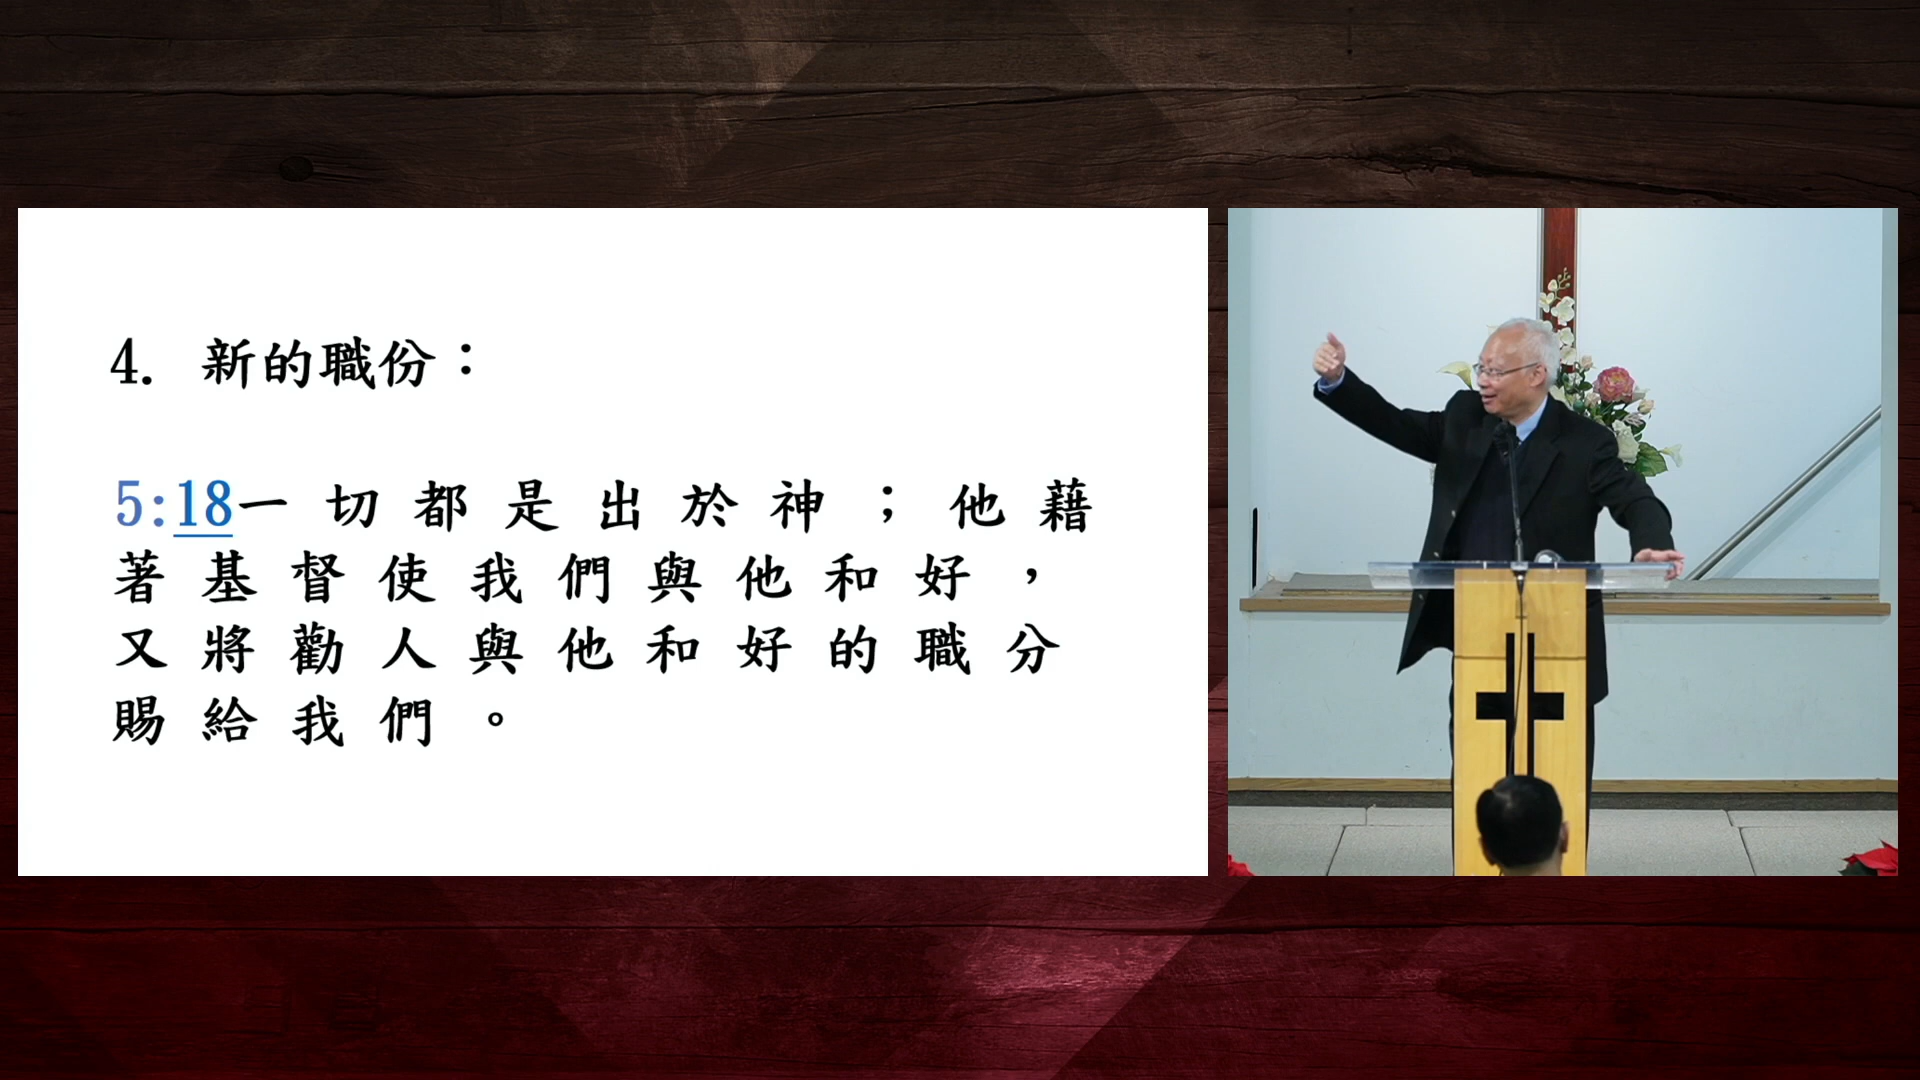 4. 新的職份：
5:18一切都是出於神；他藉
著基督使我們與他和好，
又將勸人與他和好的職分
賜給我們。